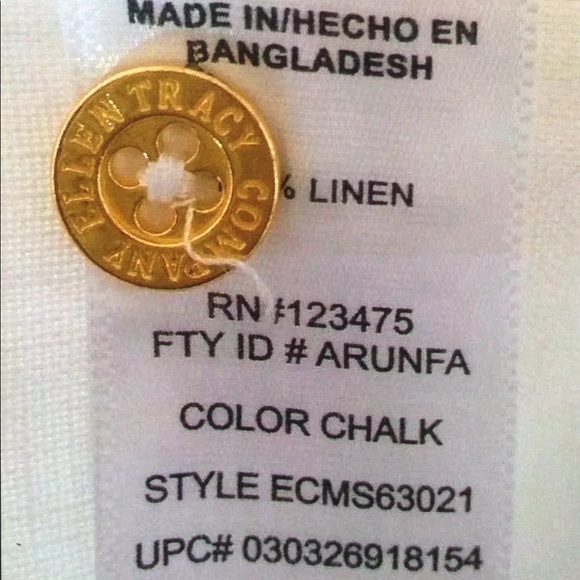 MADE IN/HECHO EN
BANGLADESH
ELLEN TRACY COMPANY
% LINEN
RN #123475
FTY ID # ARUNFA
COLOR CHALK
STYLE ECMS63021
UPC# 030326918154